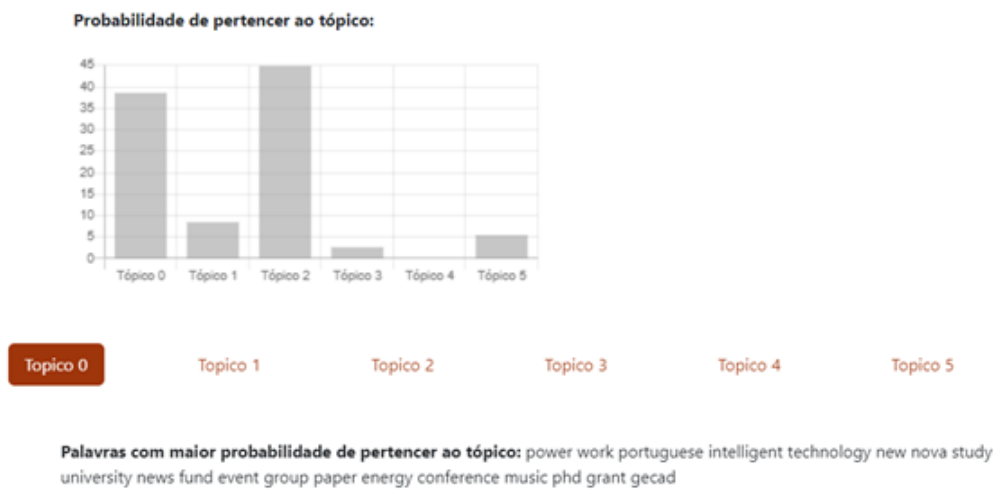 Probabilidade de pertencer ao tópico:
45
40
35
30
25
20
15
10
5
0
Tópico 0 Tópico 1 Tópico 2 Tópico 3 Tópico 4 Tópico 5
Topico 0 Topico 1 Topico 2 Topico 3 Topico 4 Topico 5
Palavras com maior probabilidade de pertencer ao tópico: power work portuguese intelligent technology new nova study
university news fund event group paper energy conference music phd grant gecad